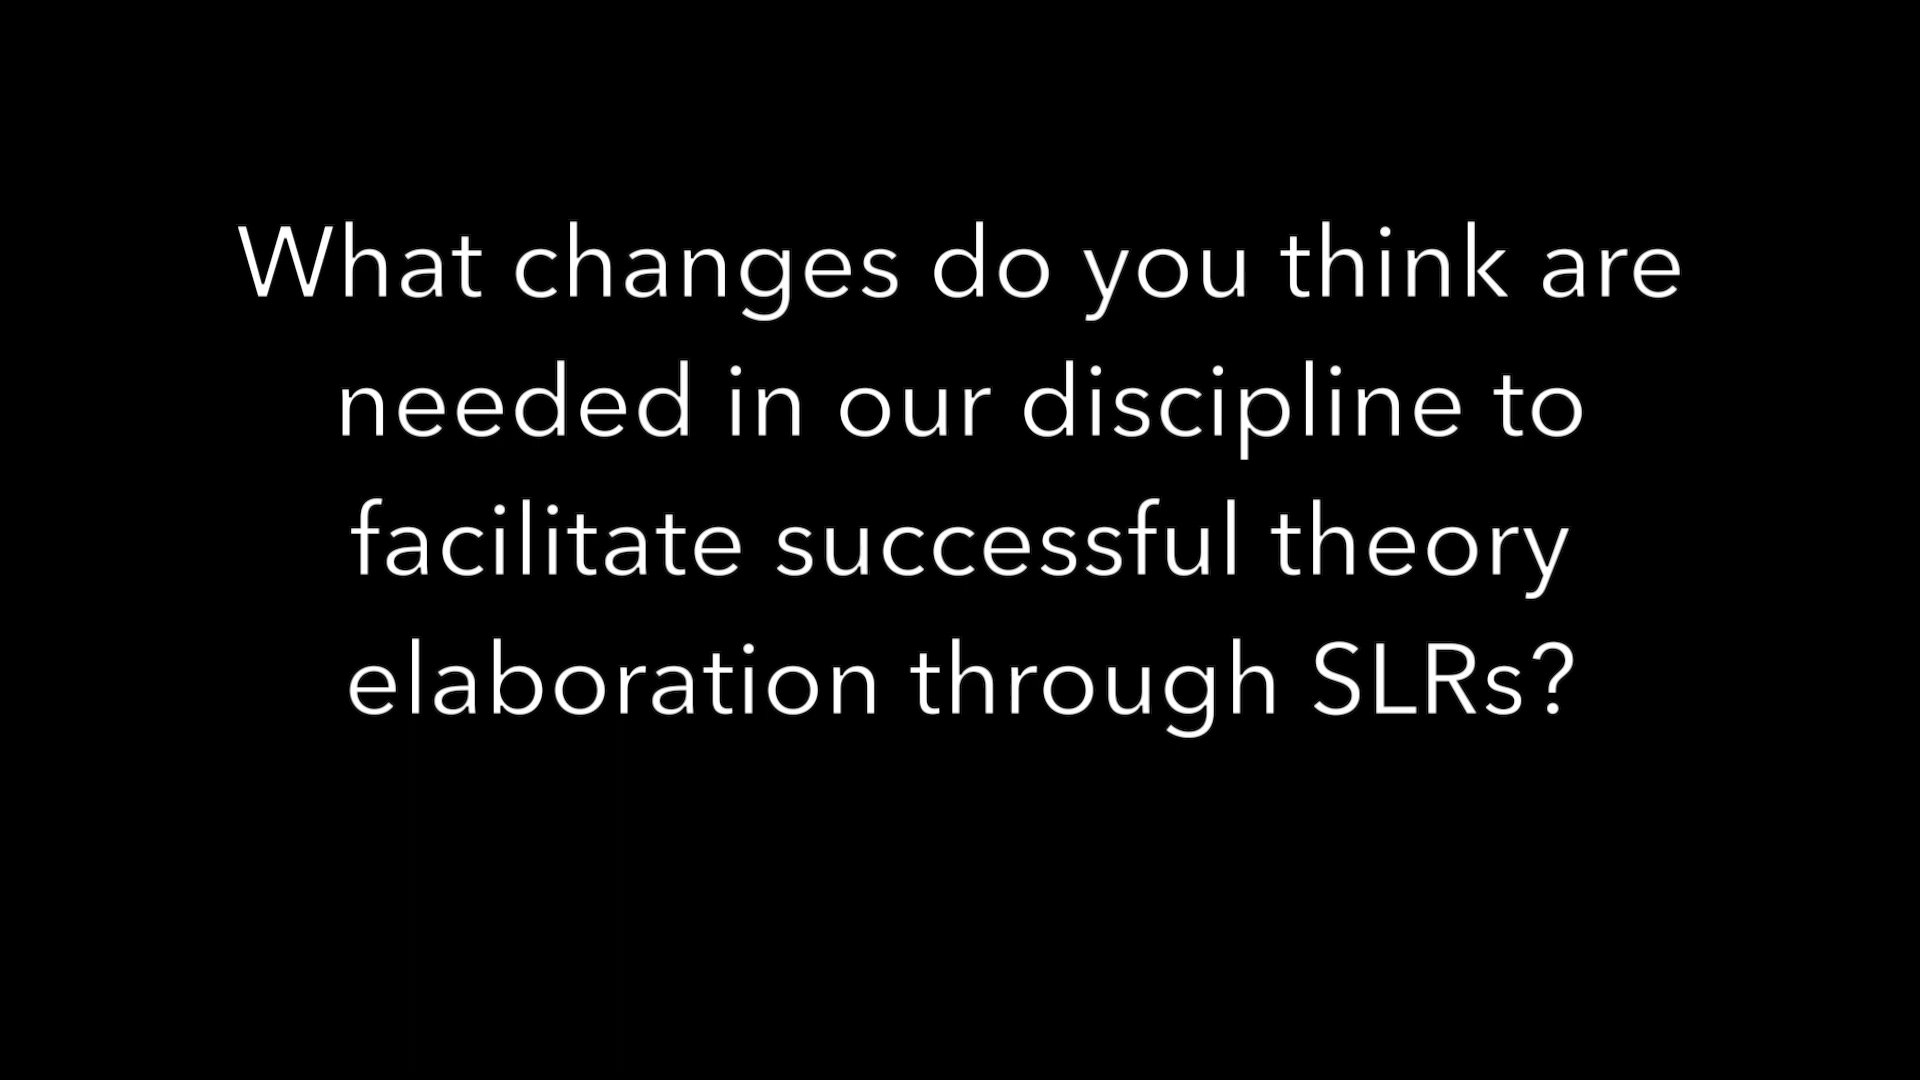 What changes do you think are
needed in our discipline to
facilitate successful theory
elaboration through SLRs?